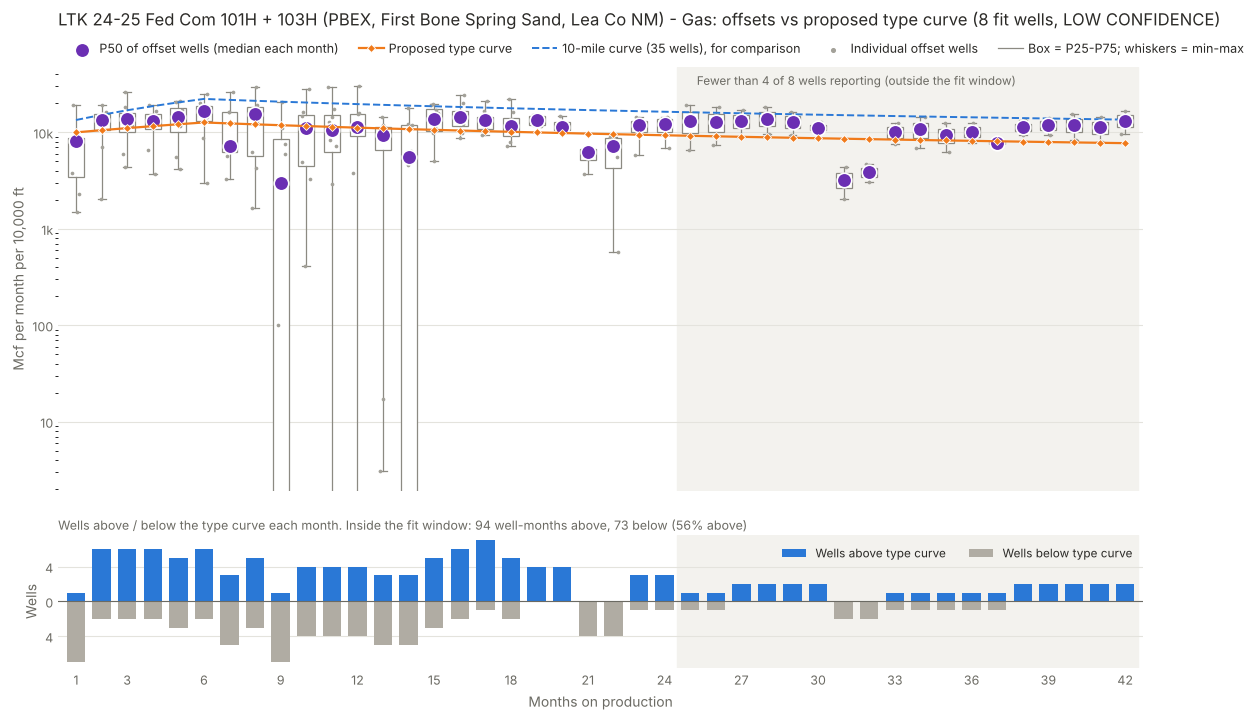 LTK 24-25 Fed Com 101H + 103H (PBEX, First Bone Spring Sand, Lea Co NM) - Gas: offsets vs proposed type curve (8 fit wells, LOW CONFIDENCE)
P50 of offset wells (median each month) Proposed type curve 10-mile curve (35 wells), for comparison Individual offset wells Box = P25-P75; whiskers = min-max
Fewer than 4 of 8 wells reporting (outside the fit window)
10k
1k
100
10
Mcf per month per 10,000 ft
Wells above / below the type curve each month. Inside the fit window: 94 well-months above, 73 below (56% above)
Wells above type curve Wells below type curve
4
0
4
Wells
1 3 6 9 12 15 18 21 24 27 30 33 36 39 42
Months on production